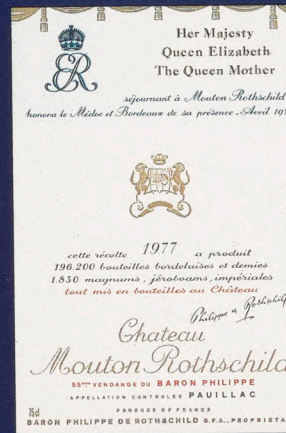 Her Majesty
Queen Elizabeth
The Queen Mother
ER
séjournant à Mouton Rothschild
honora le Médoc et Bordeaux de sa présence - Avril
cette récolte 1977 a produit
196.200 bouteilles bordelaises et demies
1.830 magnums, jéroboams, impériales
tout mis en bouteilles au Château
Philippe de Rothschild
Chateau
Mouton Rothschild
55ème VENDANGE DU BARON PHILIPPE
APPELLATION CONTROLEE PAUILLAC
PRODUCE OF FRANCE
75cl
BARON PHILIPPE DE ROTHSCHILD G.F.A.